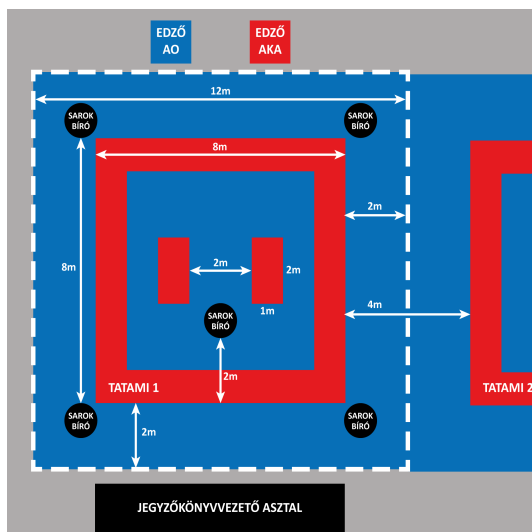 EDZŐ
AO
EDZŐ
AKA
12m
SAROK
BÍRÓ
SAROK
BÍRÓ
8m
2m
8m
2m
2m
1m
4m
SAROK
BÍRÓ
2m
TATAMI 1
TATAMI 2
SAROK
BÍRÓ
2m
SAROK
BÍRÓ
JEGYZŐKÖNYVVEZETŐ ASZTAL